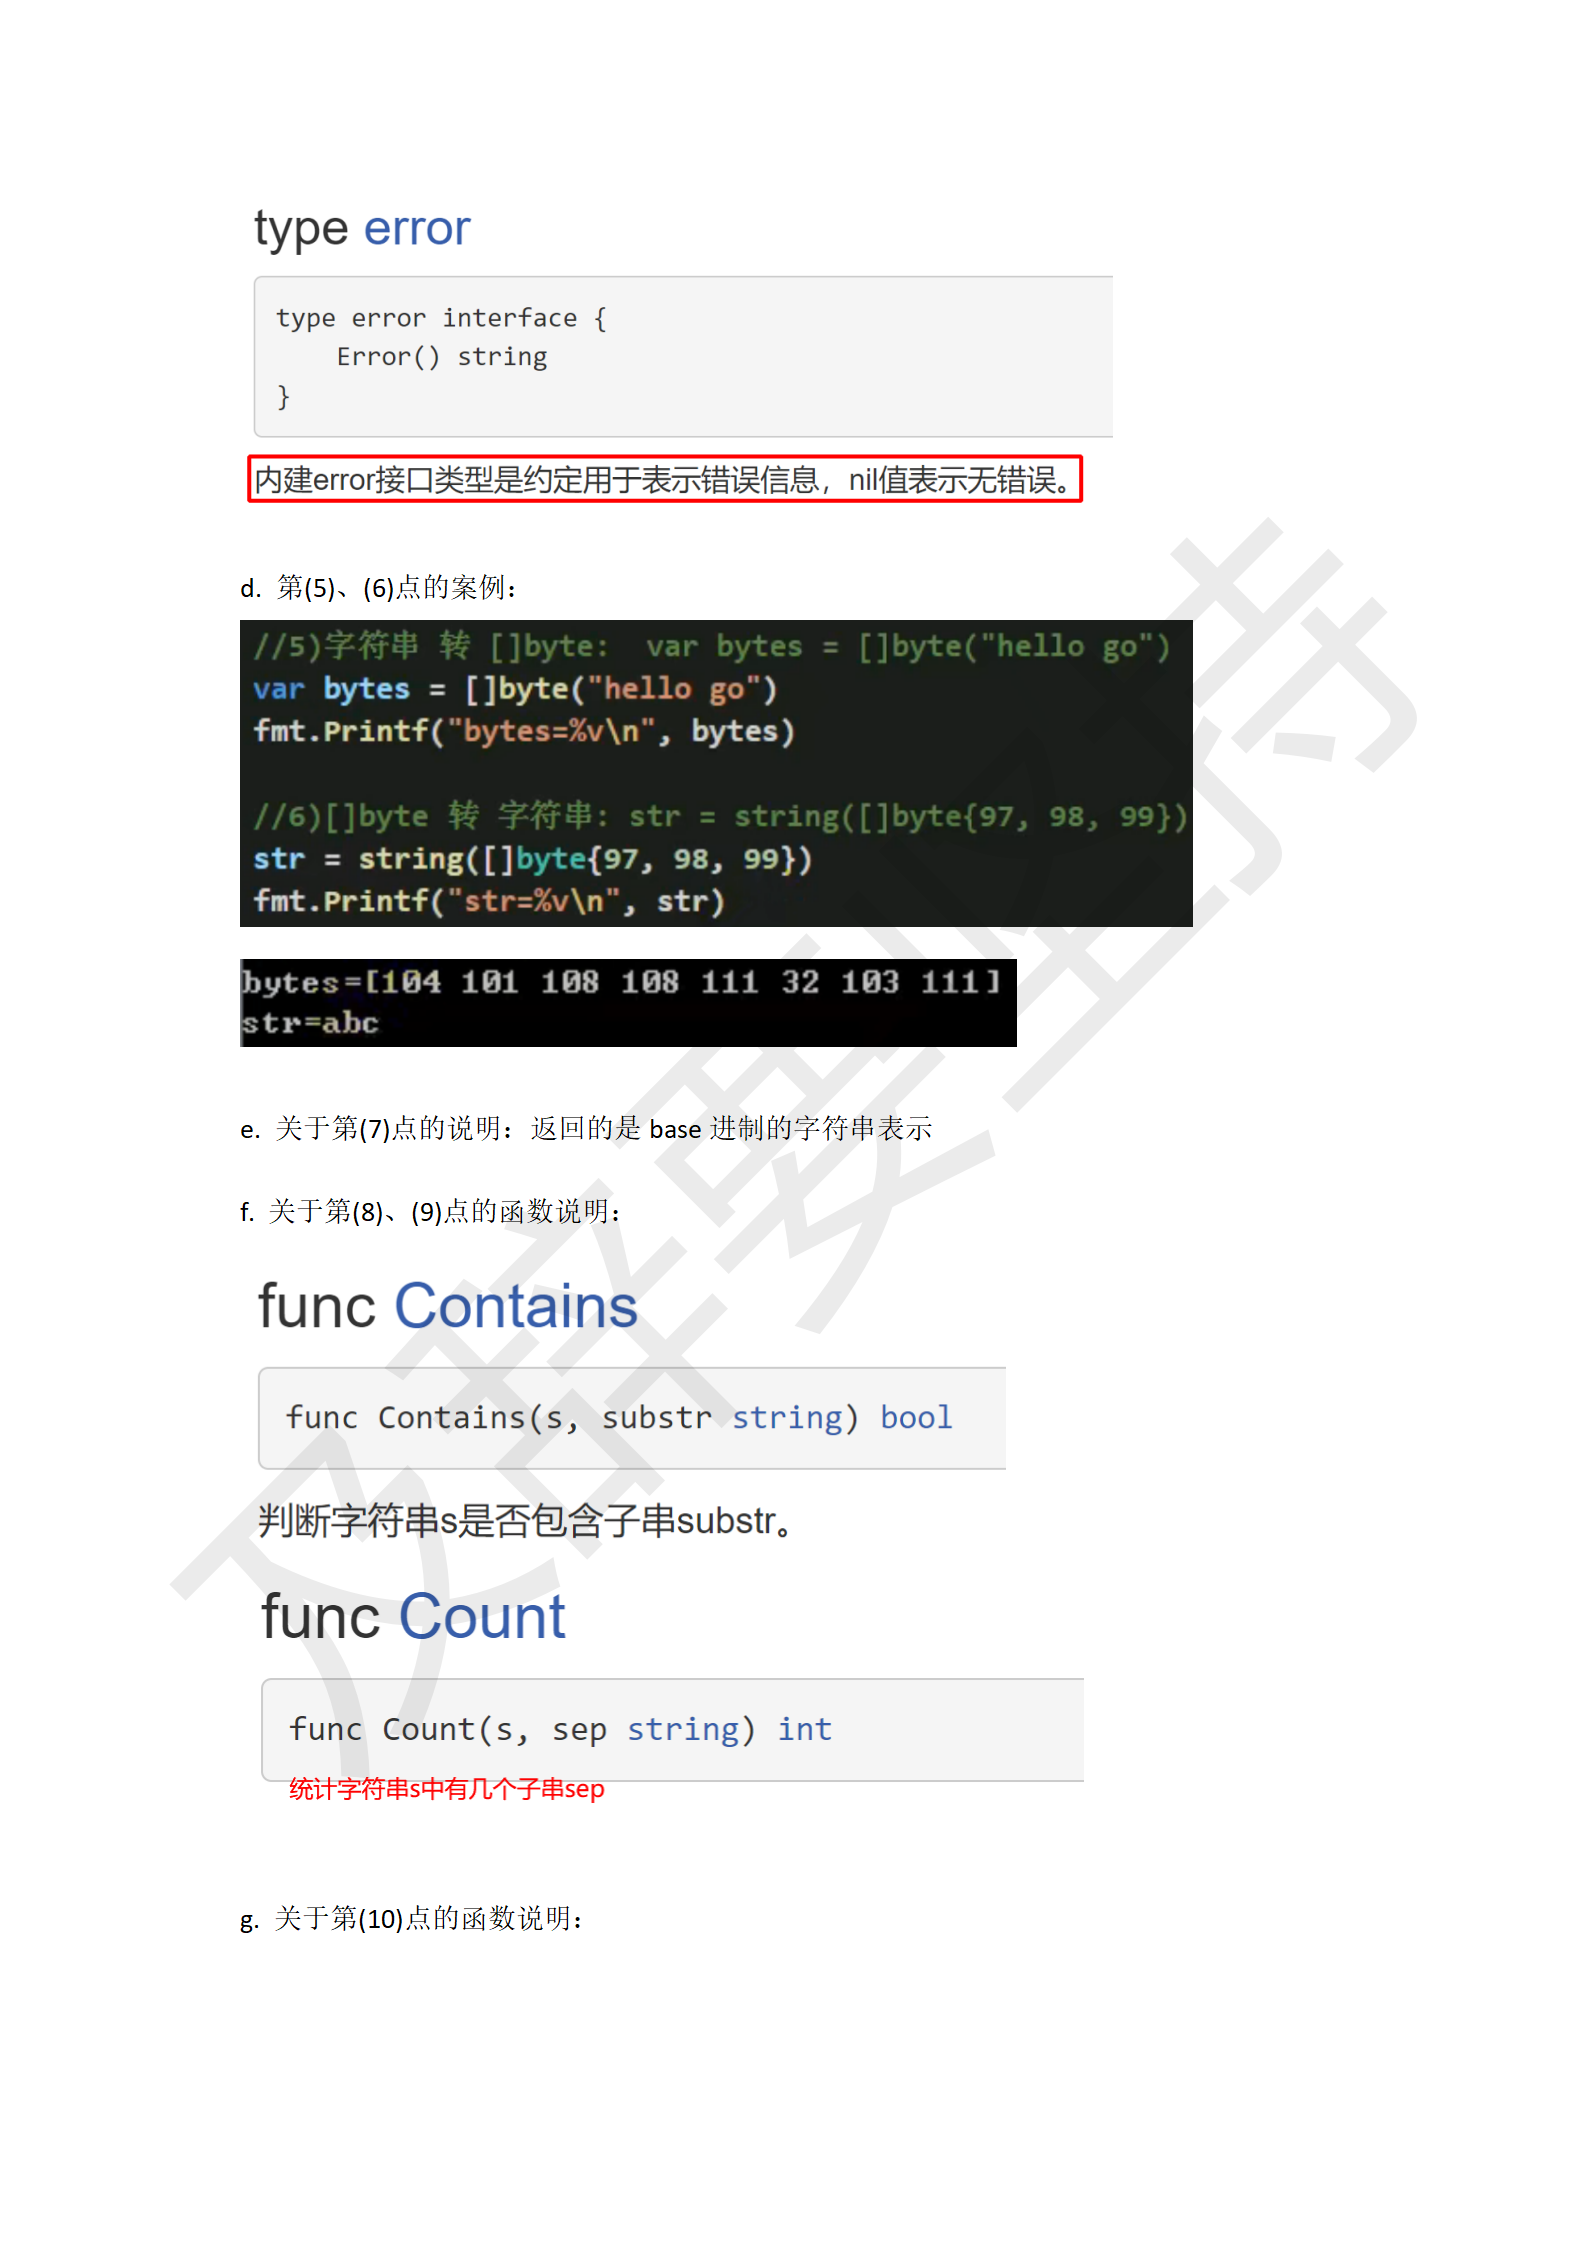 type error
type error interface {
    Error() string
}
内建error接口类型是约定用于表示错误信息，nil值表示无错误。
d. 第(5)、(6)点的案例：
//5)字符串 转 []byte:  var bytes = []byte("hello go")
var bytes = []byte("hello go")
fmt.Printf("bytes=%v\n", bytes)
//6)[]byte 转 字符串: str = string([]byte{97, 98, 99})
str = string([]byte{97, 98, 99})
fmt.Printf("str=%v\n", str)
bytes=[104 101 108 108 111 32 103 111]
str=abc
e. 关于第(7)点的说明：返回的是 base 进制的字符串表示
f. 关于第(8)、(9)点的函数说明：
func Contains
func Contains(s, substr string) bool
判断字符串s是否包含子串substr。
func Count
func Count(s, sep string) int
统计字符串s中有几个子串sep
g. 关于第(10)点的函数说明：
及辞要坚持